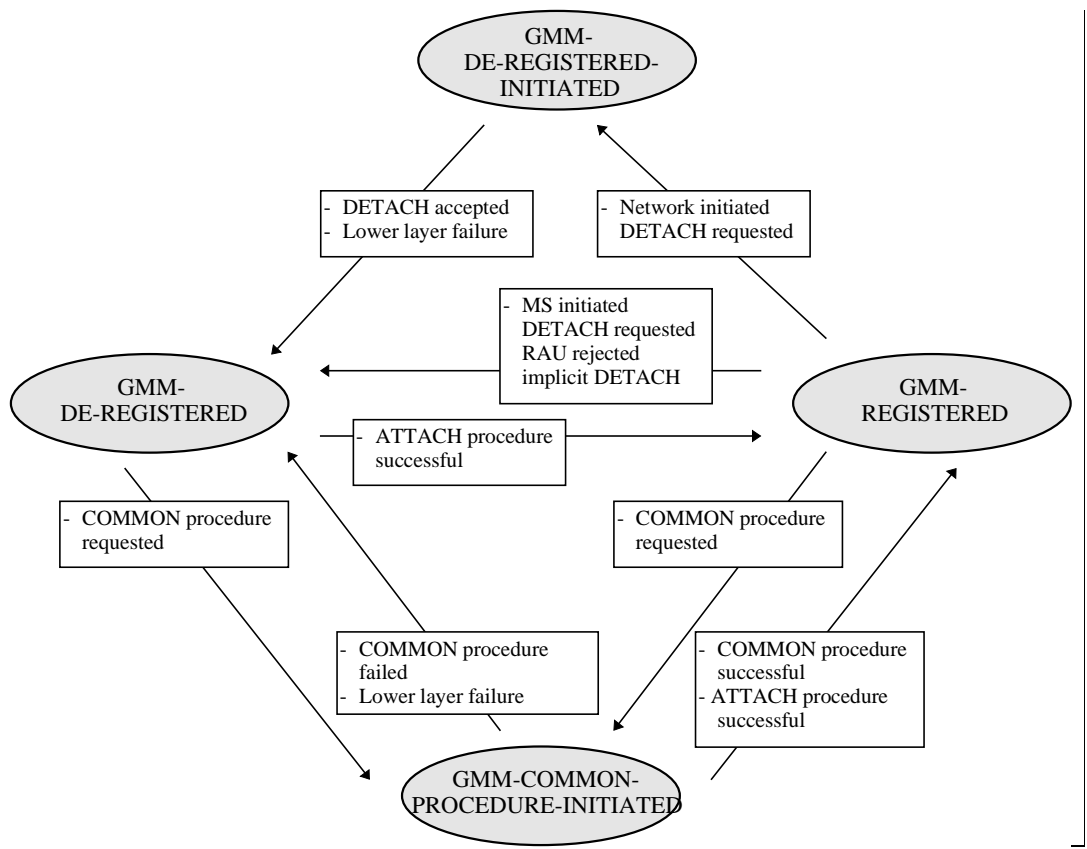 GMM-
DE-REGISTERED-
INITIATED
- DETACH accepted
- Lower layer failure
- Network initiated
DETACH requested
- MS initiated
DETACH requested
RAU rejected
implicit DETACH
GMM-
DE-REGISTERED
GMM-
REGISTERED
- ATTACH procedure
successful
- COMMON procedure
requested
- COMMON procedure
requested
- COMMON procedure
failed
- Lower layer failure
- COMMON procedure
successful
- ATTACH procedure
successful
GMM-COMMON-
PROCEDURE-INITIATED